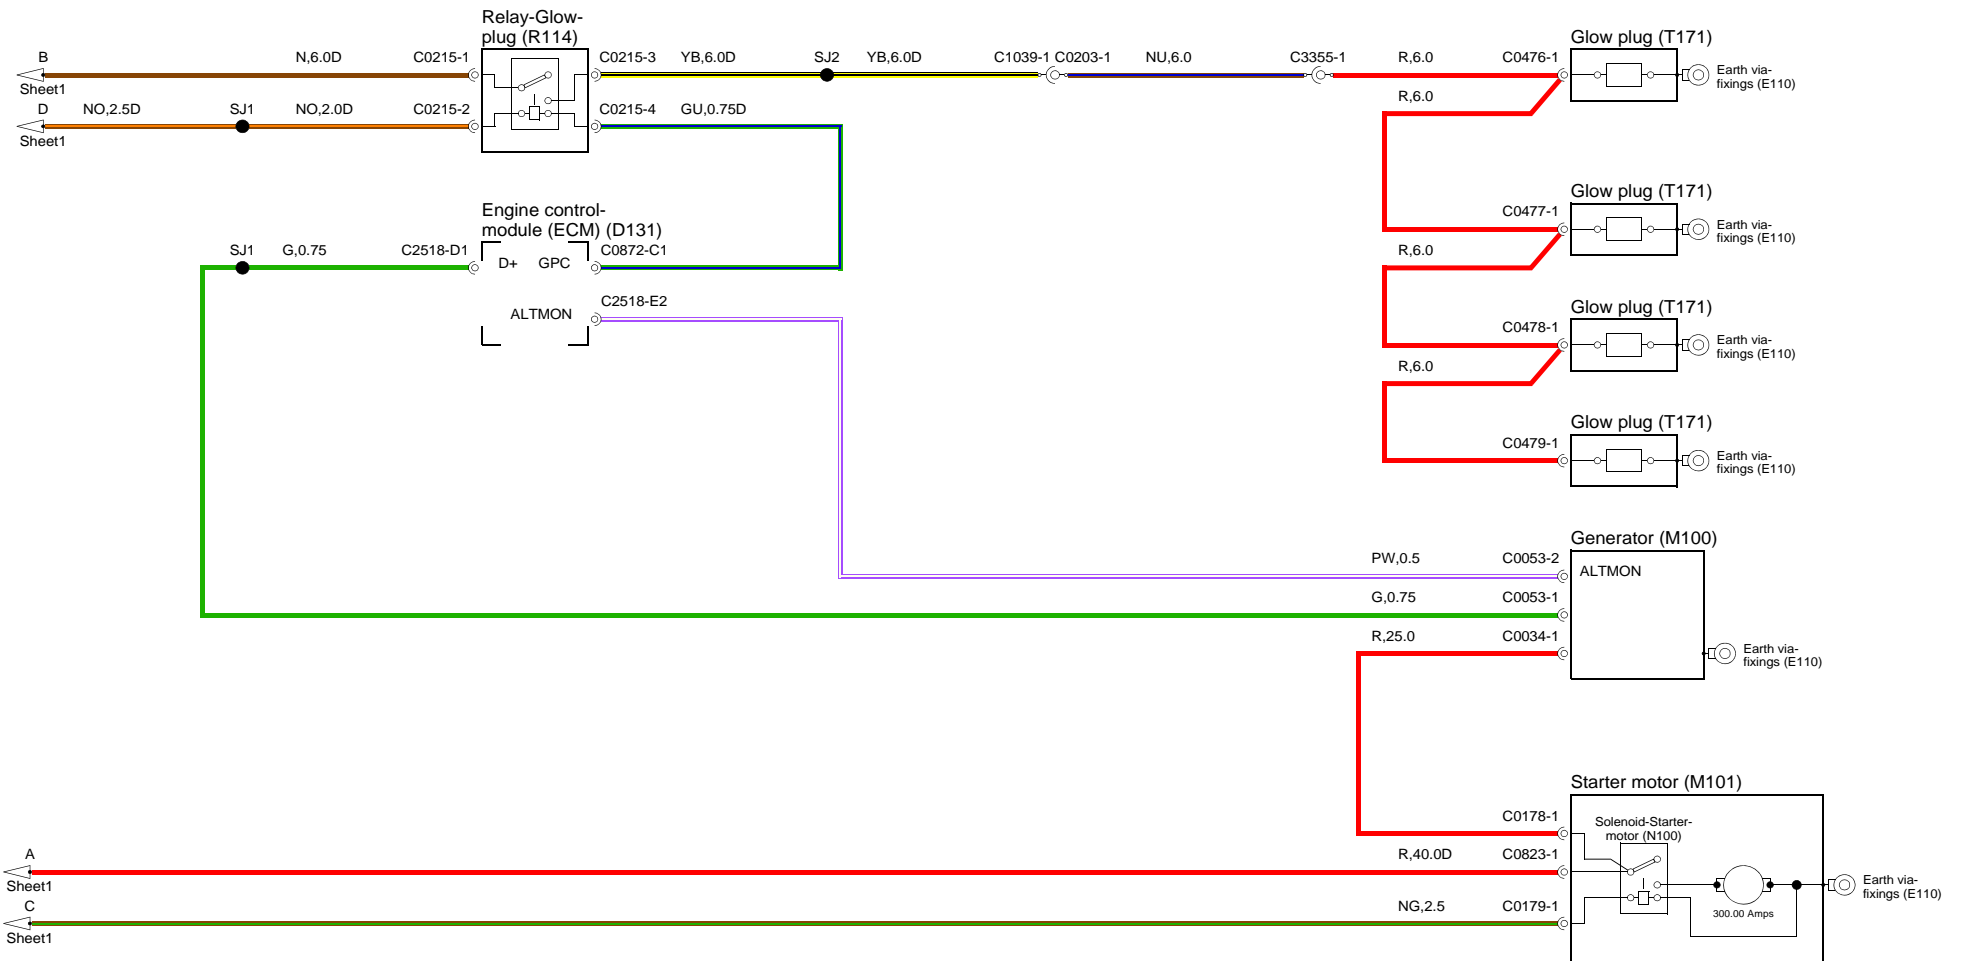 Relay-Glow-
plug (R114)
B
N,6.0D
C0215-1
C0215-3
YB,6.0D
SJ2
YB,6.0D
C1039-1
C0203-1
NU,6.0
C3355-1
R,6.0
C0476-1
Glow plug (T171)
Earth via-
fixings (E110)
Sheet1
D
NO,2.5D
SJ1
NO,2.0D
C0215-2
C0215-4
GU,0.75D
R,6.0
Sheet1
Engine control-
module (ECM) (D131)
SJ1
G,0.75
C2518-D1
D+
GPC
C0872-C1
ALTMON
C2518-E2
Glow plug (T171)
C0477-1
Earth via-
fixings (E110)
R,6.0
Glow plug (T171)
C0478-1
Earth via-
fixings (E110)
R,6.0
Glow plug (T171)
C0479-1
Earth via-
fixings (E110)
Generator (M100)
PW,0.5
C0053-2
ALTMON
G,0.75
C0053-1
R,25.0
C0034-1
Earth via-
fixings (E110)
Starter motor (M101)
C0178-1
Solenoid-Starter-
motor (N100)
A
R,40.0D
C0823-1
Sheet1
300.00 Amps
Earth via-
fixings (E110)
C
NG,2.5
C0179-1
Sheet1